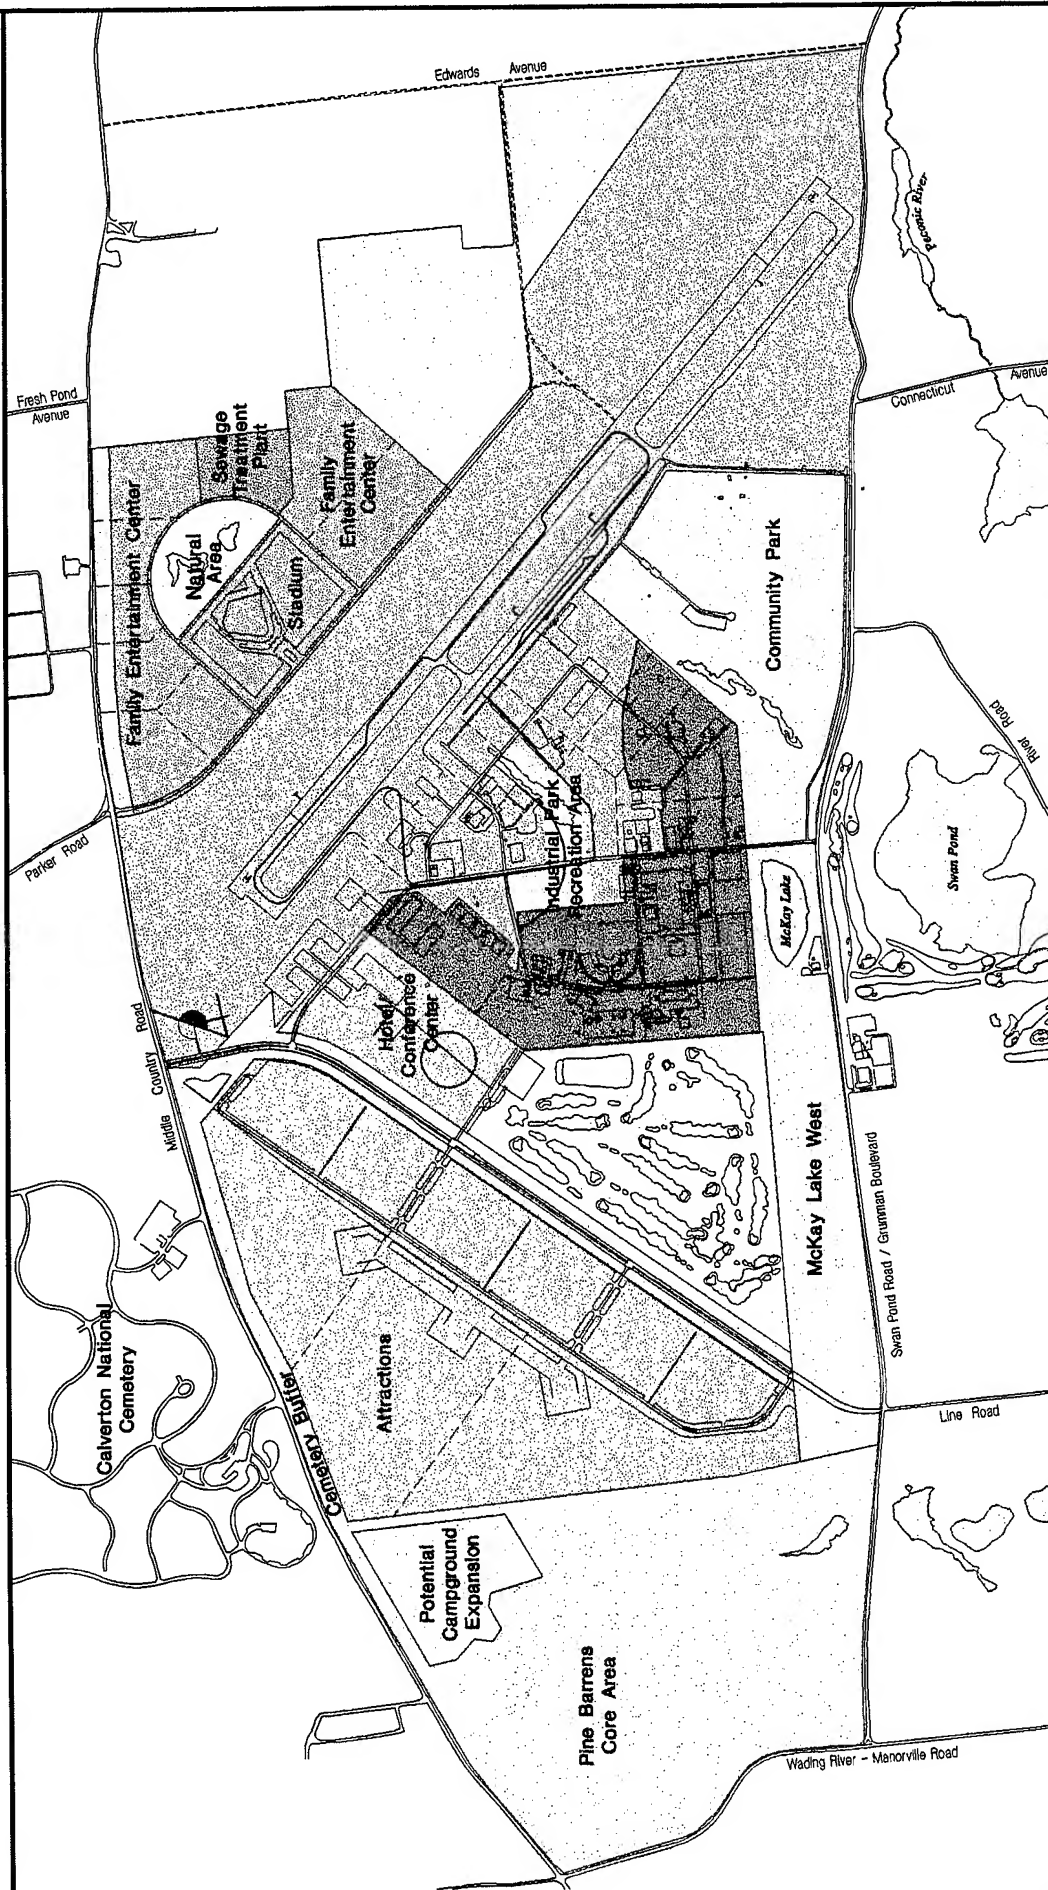 Edwards Avenue
Fresh Pond
Avenue
Peconic River
Connecticut Avenue
Family Entertainment Center
Sewage
Treatment
Plant
Family
Entertainment
Center
Natural
Area
Stadium
Community Park
Parker Road
River Road
Industrial Park
Recreation Area
McKay Lake
Swan Pond
Middle Country Road
Hotel/
Conference
Center
McKay Lake West
Swan Pond Road / Grumman Boulevard
Calverton National
Cemetery
Cemetery Buffer
Attractions
Line Road
Potential
Campground
Expansion
Pine Barrens
Core Area
Wading River - Manorville Road